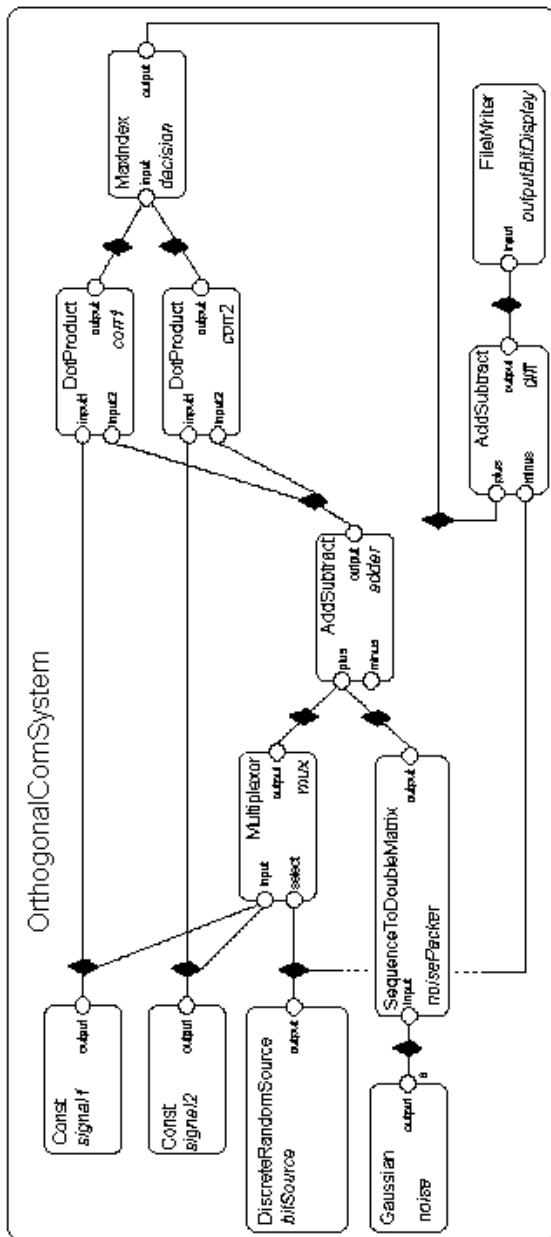 OrthogonalComSystem
Const
signal1
output
Const
signal2
output
DiscreteRandomSource
bitSource
output
Gaussian
noise
output
Multiplexor
mux
input
select
output
SequenceToDoubleMatrix
noisePacker
input
output
AddSubtract
adder
plus
minus
output
DotProduct
corr1
input1
input2
output
DotProduct
corr2
input1
input2
output
MaxIndex
decision
input
output
AddSubtract
diff
plus
minus
output
FileWriter
outputBitDisplay
input